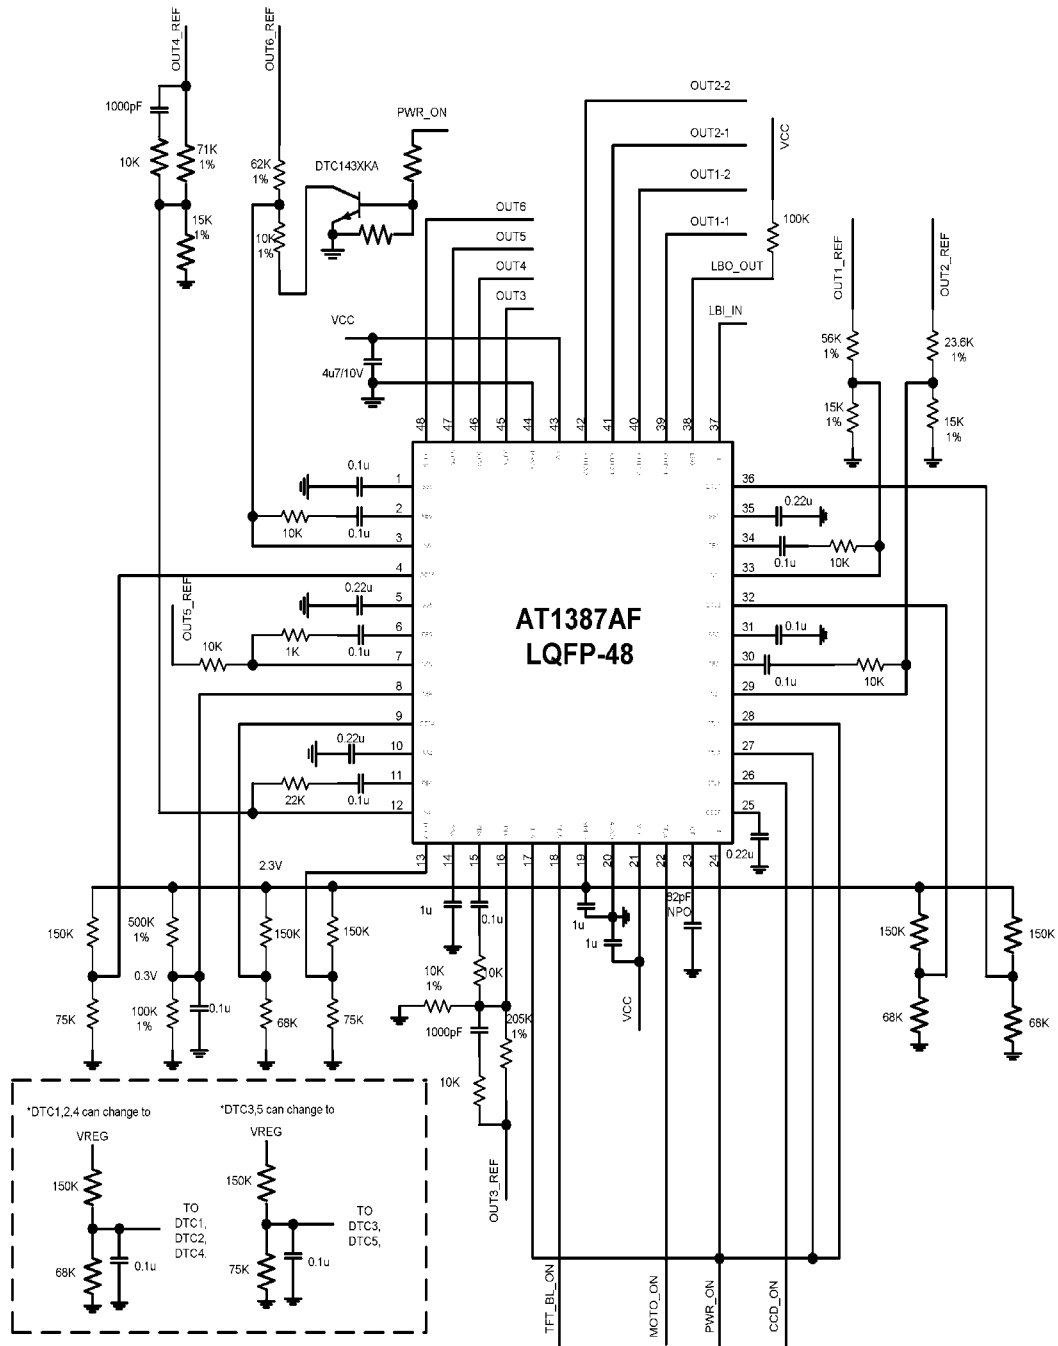 OUT4_REF
OUT6_REF
1000pF
10K
71K
1%
15K
1%
62K
1%
10K
1%
PWR_ON
DTC143XKA
OUT6
OUT5
OUT4
OUT3
VCC
4u7/10V
OUT2-2
OUT2-1
OUT1-2
OUT1-1
LBO_OUT
LBI_IN
VCC
100K
OUT1_REF
OUT2_REF
56K
1%
15K
1%
23.6K
1%
15K
1%
48
47
46
45
44
43
42
41
40
39
38
37
1
2
3
4
5
6
7
8
9
10
11
12
0.1u
10K
0.1u
OUT5_REF
10K
0.22u
1K
0.1u
0.22u
22K
0.1u
AT1387AF
LQFP-48
36
35
34
33
32
31
30
29
28
27
26
25
0.22u
0.1u
10K
0.1u
0.1u
10K
0.22u
13
14
15
16
17
18
19
20
21
22
23
24
2.3V
150K
500K
1%
150K
150K
0.3V
75K
100K
1%
0.1u
68K
75K
1u
0.1u
10K
1%
10K
1000pF
205K
1%
10K
OUT3_REF
1u
1u
VCC
82pF
NPO
150K
150K
68K
68K
*DTC1,2,4 can change to
VREG
150K
68K
0.1u
TO
DTC1,
DTC2,
DTC4.
*DTC3,5 can change to
VREG
150K
75K
0.1u
TO
DTC3,
DTC5,
TFT_BL_ON
MOTO_ON
PWR_ON
CCD_ON